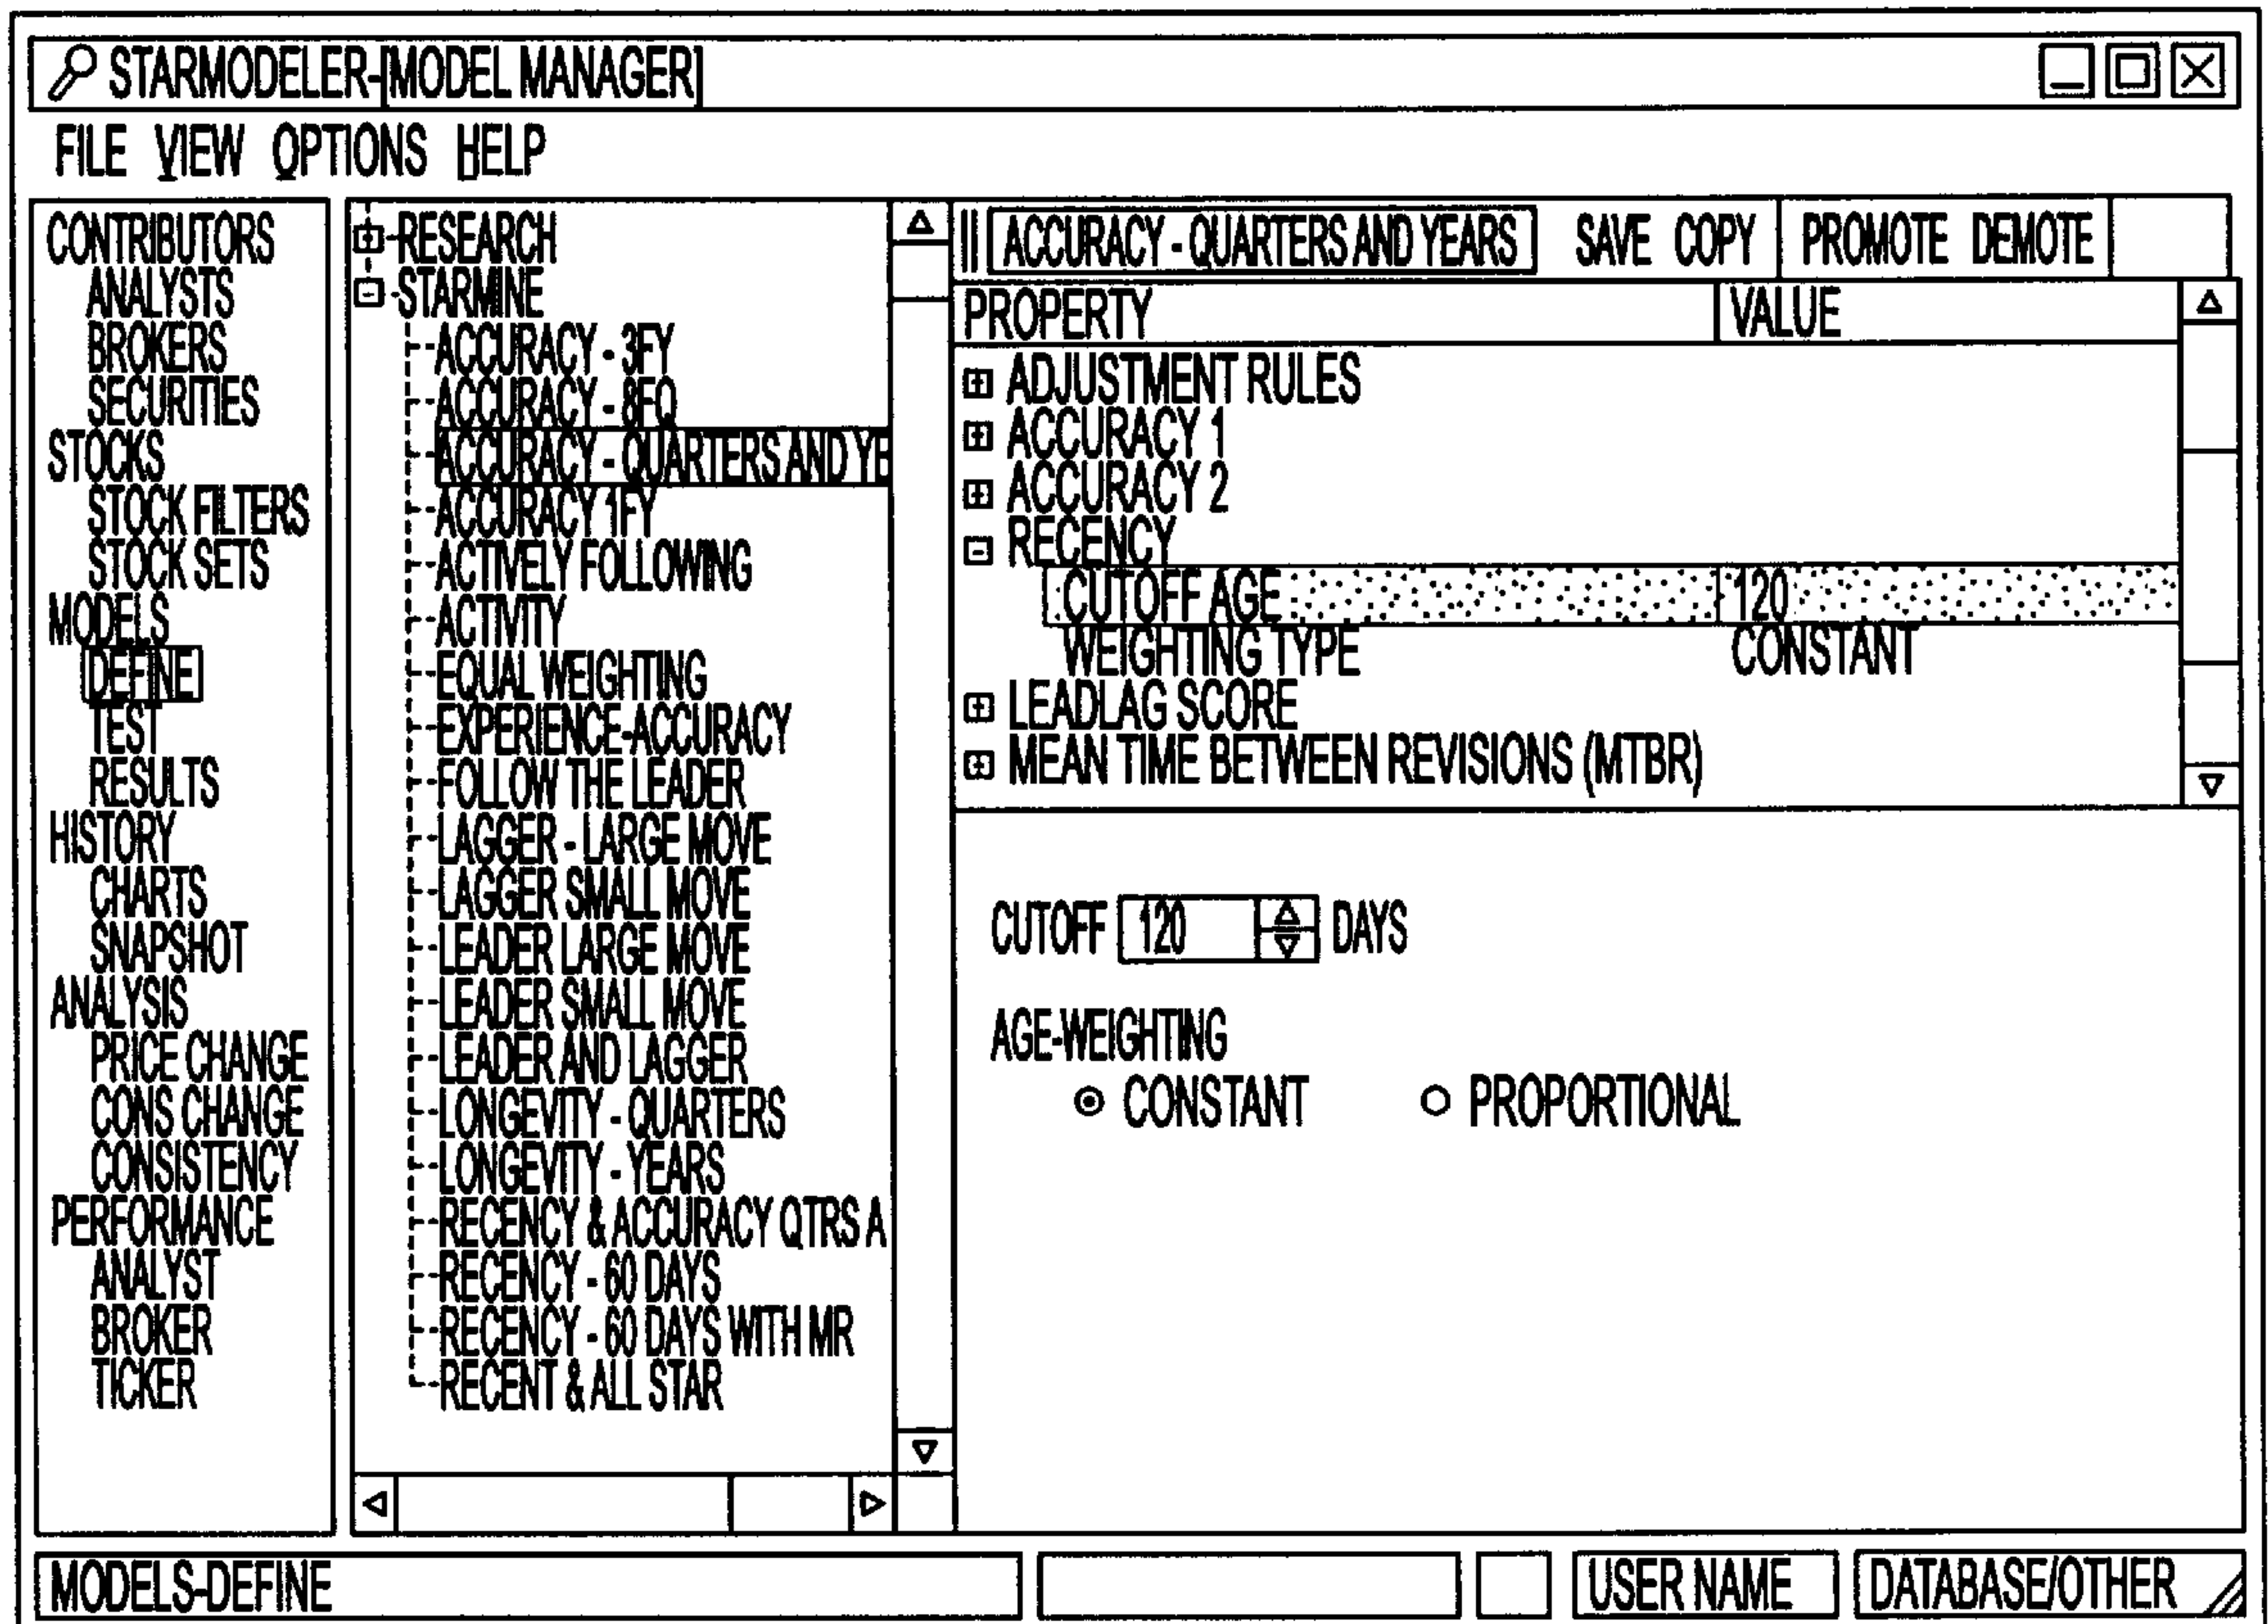 STARMODELER-[MODEL MANAGER]
FILE VIEW OPTIONS HELP
CONTRIBUTORS
ANALYSTS
BROKERS
SECURITIES
STOCKS
STOCK FILTERS
STOCK SETS
MODELS
DEFINE
TEST
RESULTS
HISTORY
CHARTS
SNAPSHOT
ANALYSIS
PRICE CHANGE
CONS CHANGE
CONSISTENCY
PERFORMANCE
ANALYST
BROKER
TICKER
RESEARCH
STARMINE
ACCURACY - 3FY
ACCURACY - 8FQ
ACCURACY - QUARTERS AND YE
ACCURACY 1FY
ACTIVELY FOLLOWING
ACTIVITY
EQUAL WEIGHTING
EXPERIENCE-ACCURACY
FOLLOW THE LEADER
LAGGER - LARGE MOVE
LAGGER SMALL MOVE
LEADER LARGE MOVE
LEADER SMALL MOVE
LEADER AND LAGGER
LONGEVITY - QUARTERS
LONGEVITY - YEARS
RECENCY & ACCURACY QTRS A
RECENCY - 60 DAYS
RECENCY - 60 DAYS WITH MR
RECENT & ALL STAR
ACCURACY - QUARTERS AND YEARS SAVE COPY PROMOTE DEMOTE
PROPERTY VALUE
ADJUSTMENT RULES
ACCURACY 1
ACCURACY 2
RECENCY
CUTOFF AGE 120
WEIGHTING TYPE CONSTANT
LEADLAG SCORE
MEAN TIME BETWEEN REVISIONS (MTBR)
CUTOFF 120 DAYS
AGE-WEIGHTING
CONSTANT PROPORTIONAL
MODELS-DEFINE USER NAME DATABASE/OTHER